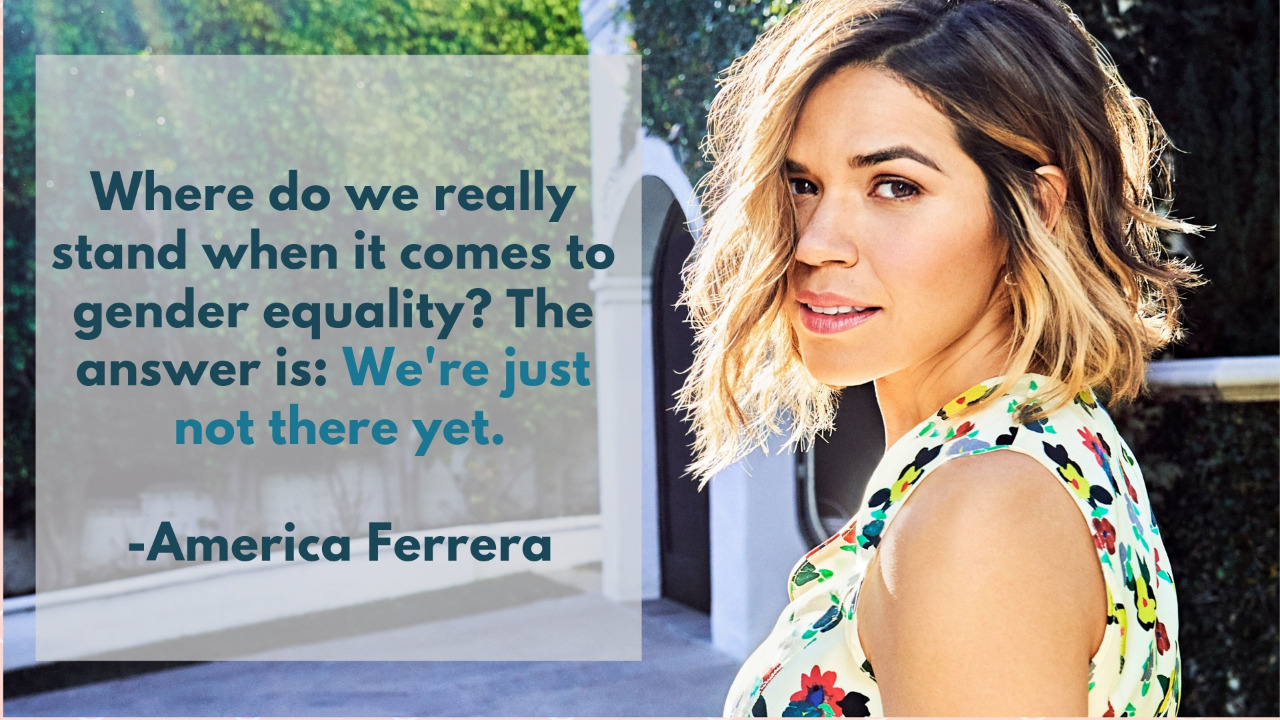 Where do we really
stand when it comes to
gender equality? The
answer is: We're just
not there yet.
-America Ferrera